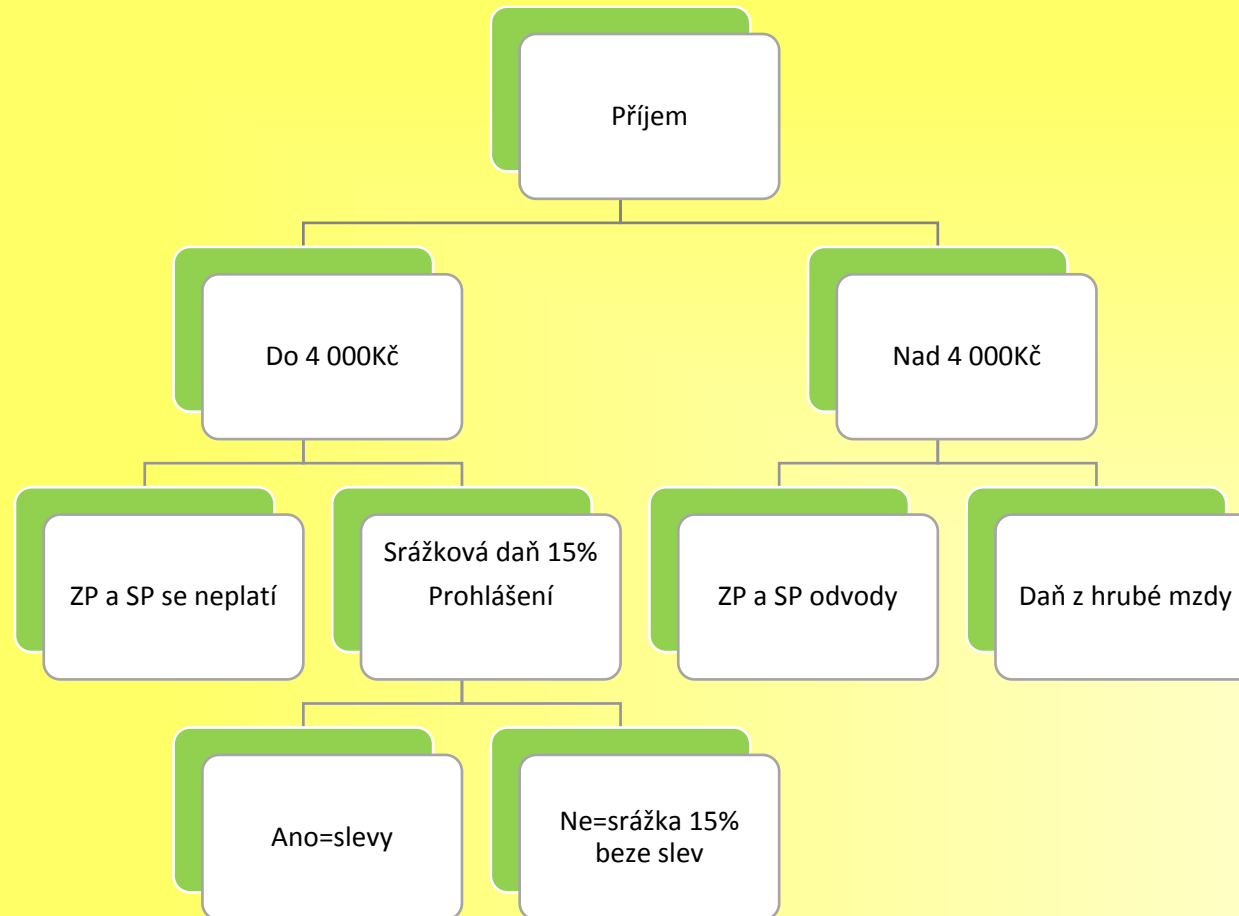 Příjem
Do 4 000Kč
Nad 4 000Kč
ZP a SP se neplatí
Srážková daň 15%
Prohlášení
ZP a SP odvody
Daň z hrubé mzdy
Ano=slevy
Ne=srážka 15%
beze slev